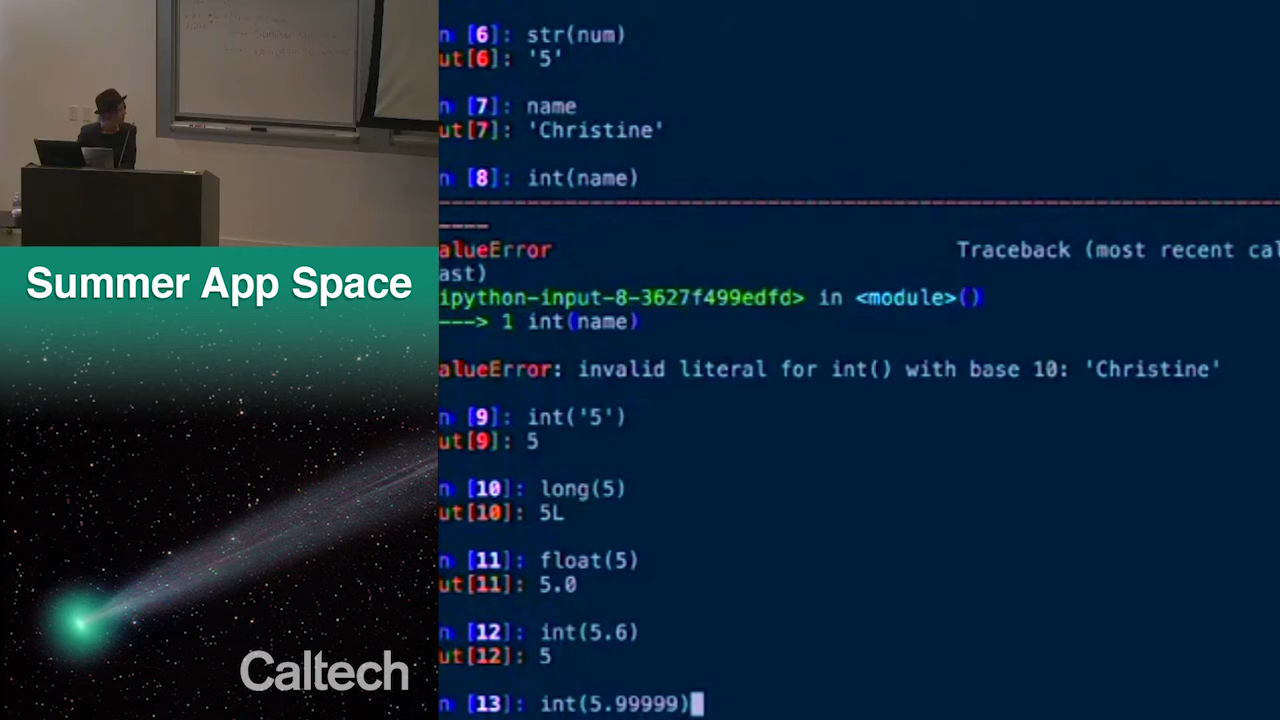 Summer App Space
Caltech
n [6]: str(num)
ut[6]: '5'
n [7]: name
ut[7]: 'Christine'
n [8]: int(name)
----
alueError Traceback (most recent cal
ast)
ipython-input-8-3627f499edfd> in <module>()
---> 1 int(name)
alueError: invalid literal for int() with base 10: 'Christine'
n [9]: int('5')
ut[9]: 5
n [10]: long(5)
ut[10]: 5L
n [11]: float(5)
ut[11]: 5.0
n [12]: int(5.6)
ut[12]: 5
n [13]: int(5.99999)